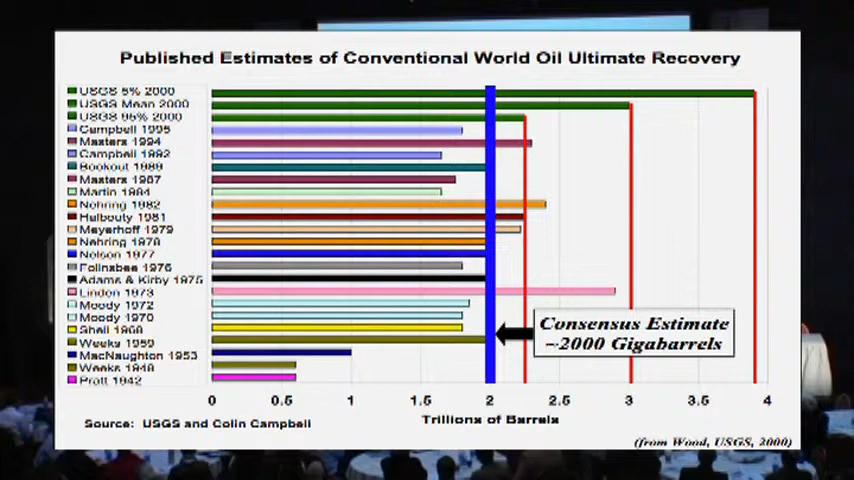 Published Estimates of Conventional World Oil Ultimate Recovery
USGS 5% 2000
USGS Mean 2000
USGS 95% 2000
Campbell 1995
Masters 1994
Campbell 1992
Bookout 1989
Masters 1987
Martin 1984
Nehring 1982
Halbouty 1981
Meyerhoff 1979
Nehring 1978
Nelson 1977
Folinsbee 1976
Adams & Kirby 1975
Linden 1973
Moody 1972
Moody 1970
Shell 1968
Weeks 1959
MacNaughton 1953
Weeks 1948
Pratt 1942
Consensus Estimate
~2000 Gigabarrels
0 0.5 1 1.5 2 2.5 3 3.5 4
Trillions of Barrels
Source: USGS and Colin Campbell
(from Wood, USGS, 2000)